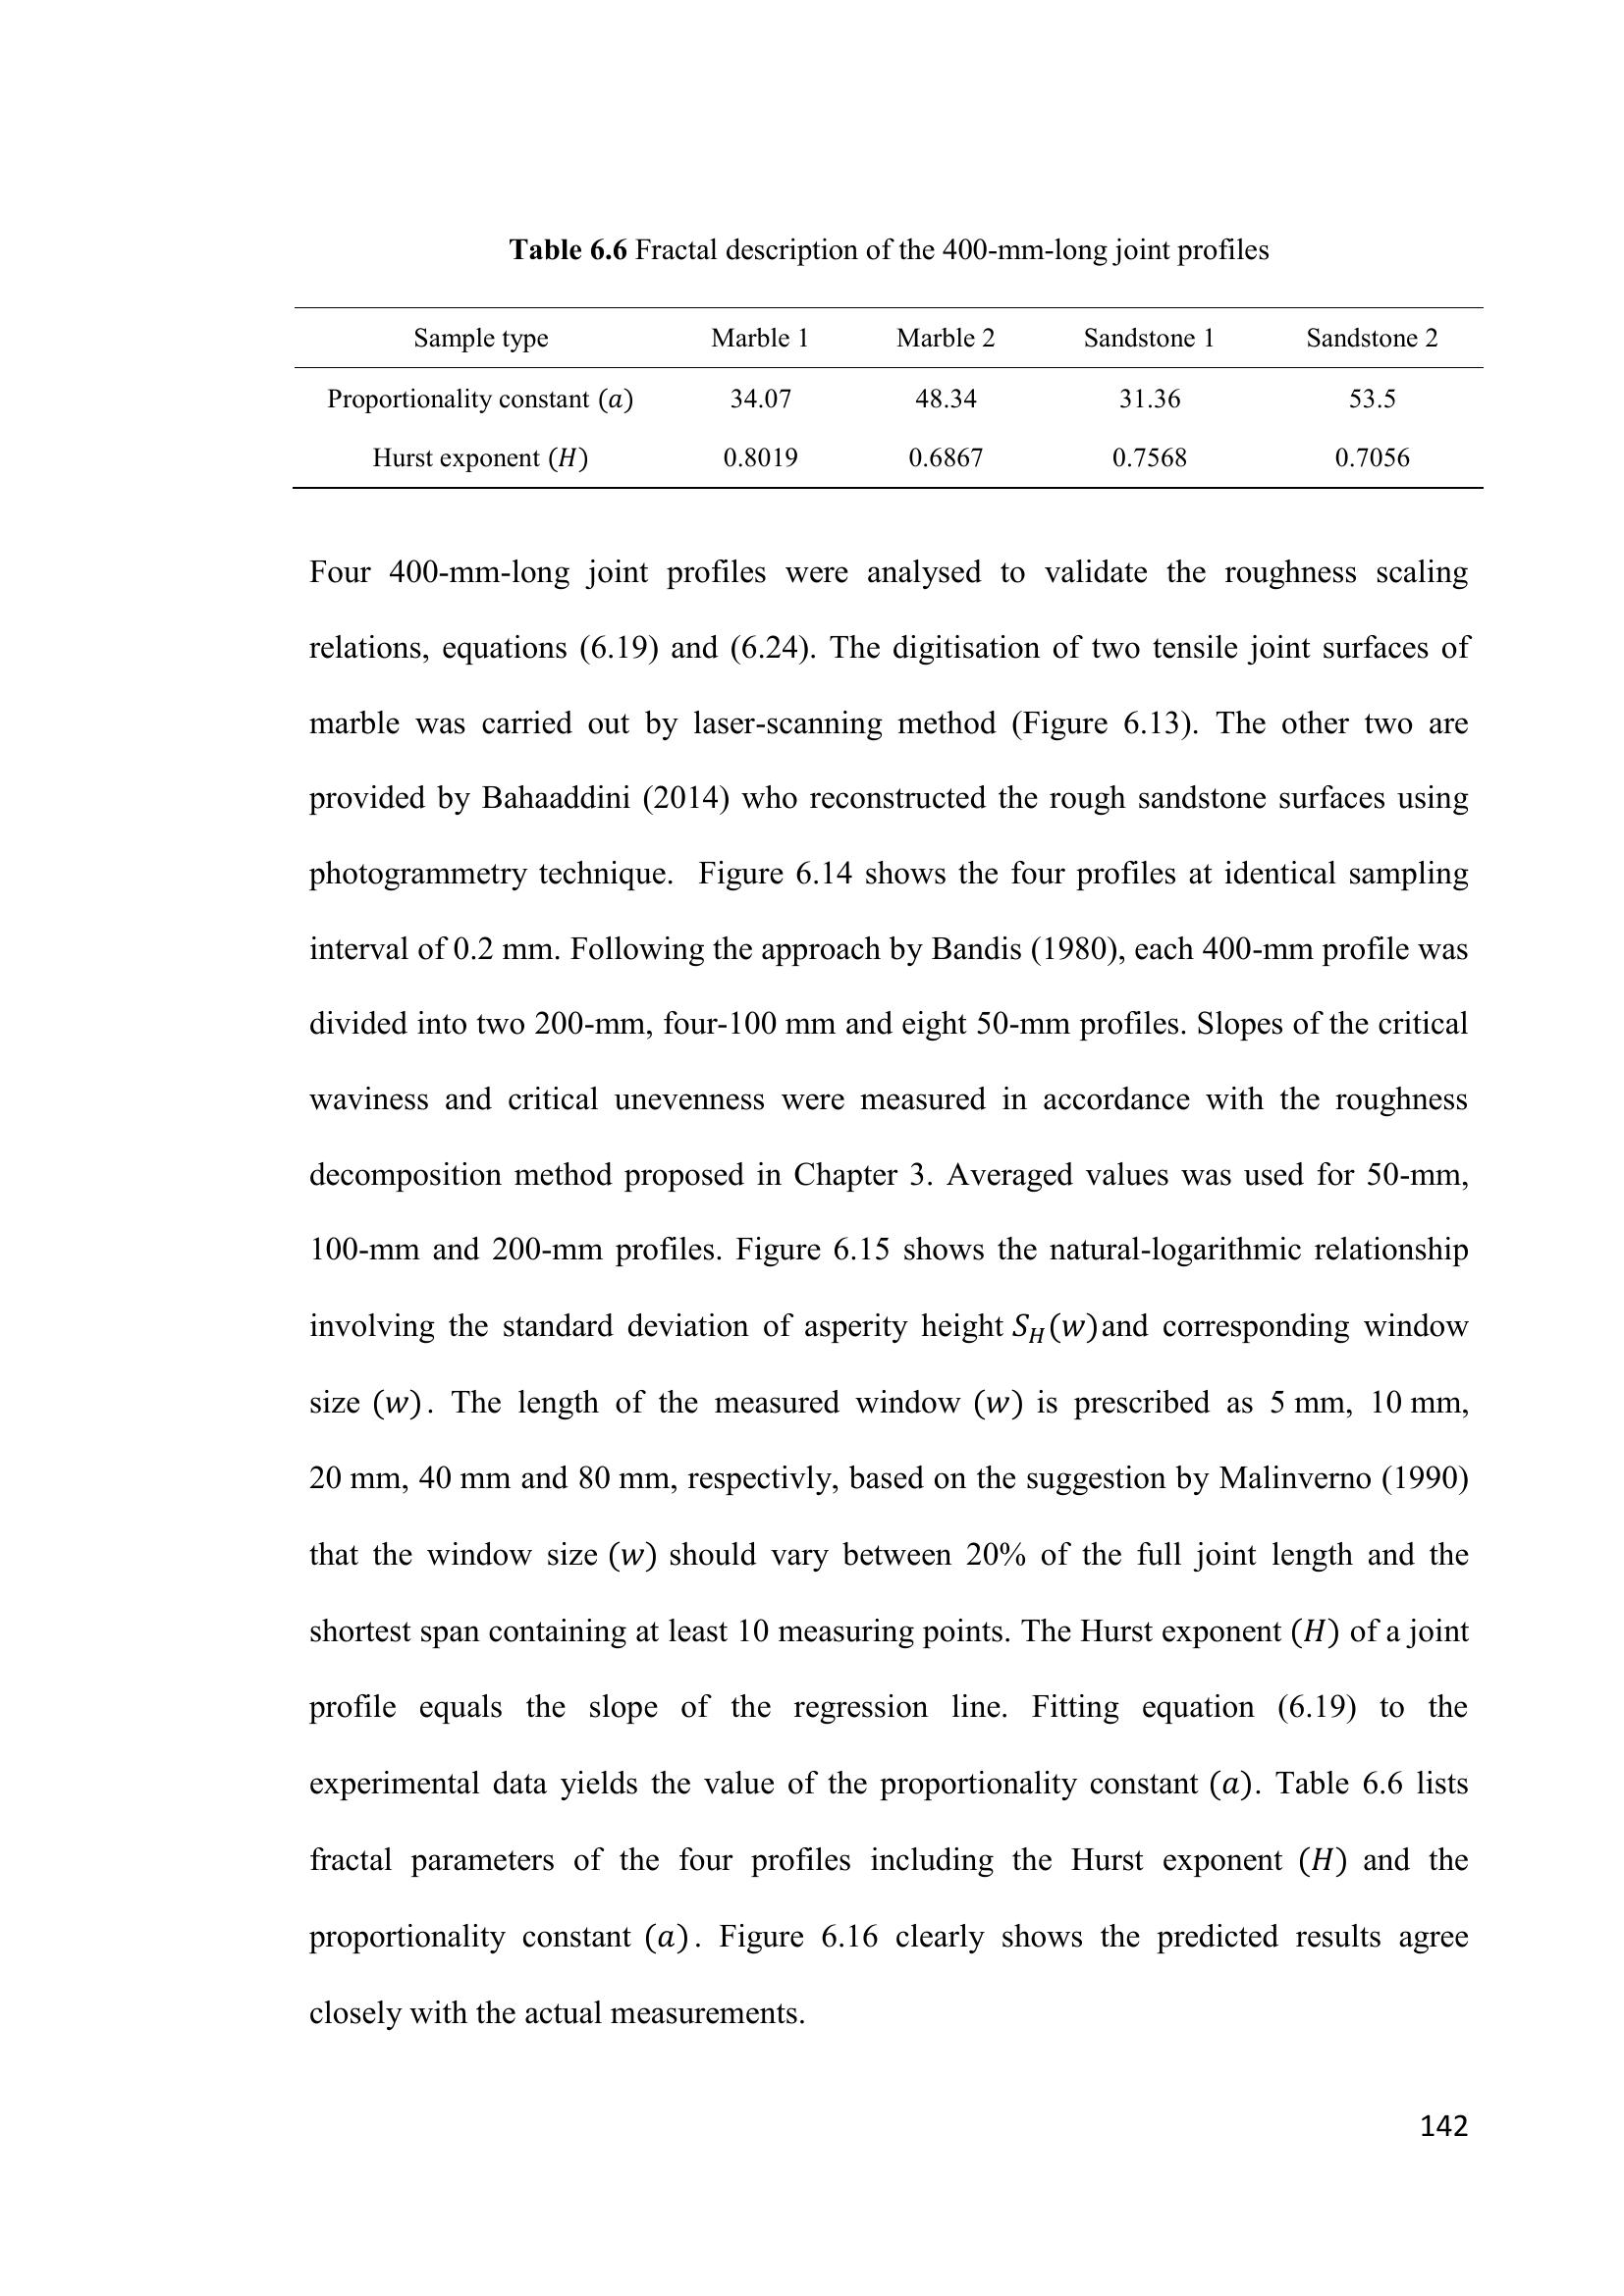 Table 6.6 Fractal description of the 400-mm-long joint profiles
Sample type Marble 1 Marble 2 Sandstone 1 Sandstone 2
Proportionality constant (a) 34.07 48.34 31.36 53.5
Hurst exponent (H) 0.8019 0.6867 0.7568 0.7056
Four 400-mm-long joint profiles were analysed to validate the roughness scaling
relations, equations (6.19) and (6.24). The digitisation of two tensile joint surfaces of
marble was carried out by laser-scanning method (Figure 6.13). The other two are
provided by Bahaaddini (2014) who reconstructed the rough sandstone surfaces using
photogrammetry technique.  Figure 6.14 shows the four profiles at identical sampling
interval of 0.2 mm. Following the approach by Bandis (1980), each 400-mm profile was
divided into two 200-mm, four-100 mm and eight 50-mm profiles. Slopes of the critical
waviness and critical unevenness were measured in accordance with the roughness
decomposition method proposed in Chapter 3. Averaged values was used for 50-mm,
100-mm and 200-mm profiles. Figure 6.15 shows the natural-logarithmic relationship
involving the standard deviation of asperity height S_H(w)and corresponding window
size (w). The length of the measured window (w) is prescribed as 5 mm, 10 mm,
20 mm, 40 mm and 80 mm, respectivly, based on the suggestion by Malinverno (1990)
that the window size (w) should vary between 20% of the full joint length and the
shortest span containing at least 10 measuring points. The Hurst exponent (H) of a joint
profile equals the slope of the regression line. Fitting equation (6.19) to the
experimental data yields the value of the proportionality constant (a). Table 6.6 lists
fractal parameters of the four profiles including the Hurst exponent (H) and the
proportionality constant (a). Figure 6.16 clearly shows the predicted results agree
closely with the actual measurements.
142